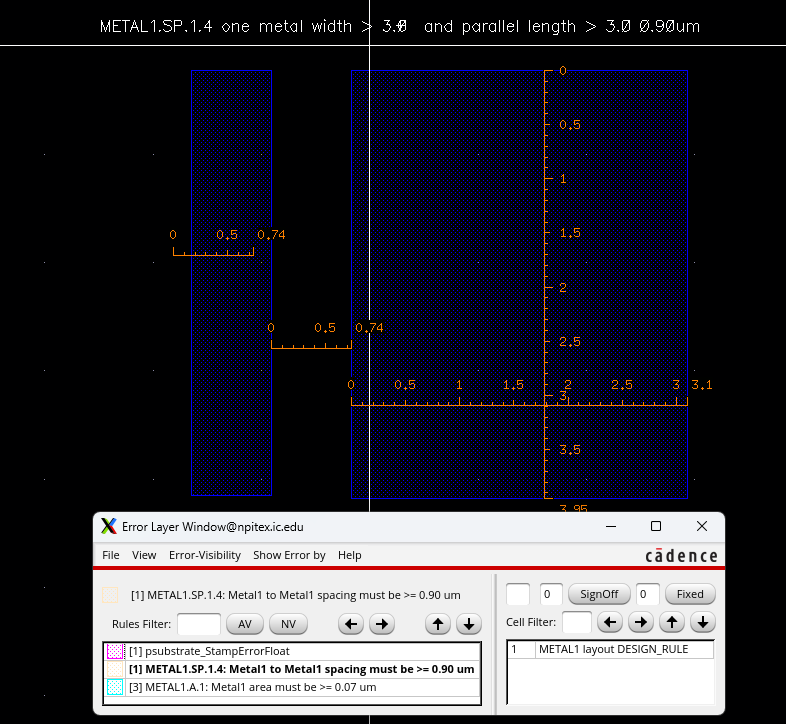 METAL1.SP.1.4 one metal width > 3.0 and parallel length > 3.0 0.90um
0
0.5
1
1.5
2
2.5
3
3.5
3.95
0 0.5 0.74
0 0.5 0.74
0 0.5 1 1.5 2 2.5 3 3.1
Error Layer Window@npitex.ic.edu
File View Error-Visibility Show Error by Help
cādence
[1] METAL1.SP.1.4: Metal1 to Metal1 spacing must be >= 0.90 um
0 SignOff 0 Fixed
Rules Filter: AV NV
Cell Filter:
[1] psubstrate_StampErrorFloat
[1] METAL1.SP.1.4: Metal1 to Metal1 spacing must be >= 0.90 um
[3] METAL1.A.1: Metal1 area must be >= 0.07 um
1 METAL1 layout DESIGN_RULE